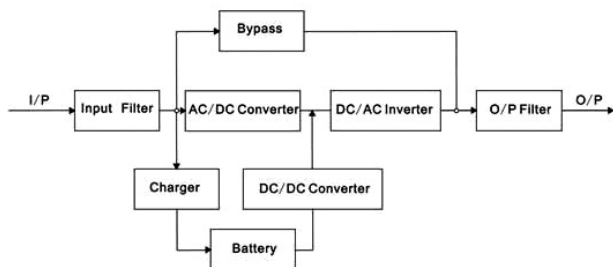 Bypass
I/P
Input Filter
AC/DC Converter
DC/AC Inverter
O/P Filter
O/P
Charger
DC/DC Converter
Battery